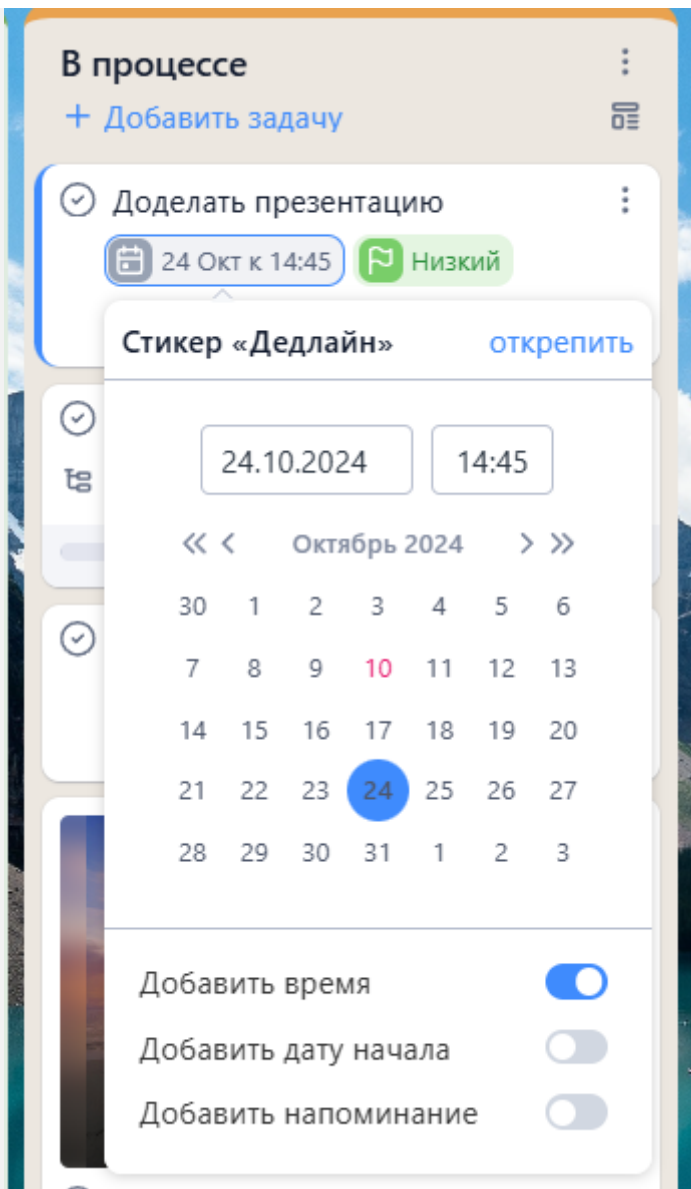 В процессе
+ Добавить задачу
Доделать презентацию
24 Окт к 14:45 Низкий
Стикер «Дедлайн» открепить
24.10.2024 14:45
« ‹ Октябрь 2024 › »
30 1 2 3 4 5 6
7 8 9 10 11 12 13
14 15 16 17 18 19 20
21 22 23 24 25 26 27
28 29 30 31 1 2 3
Добавить время
Добавить дату начала
Добавить напоминание